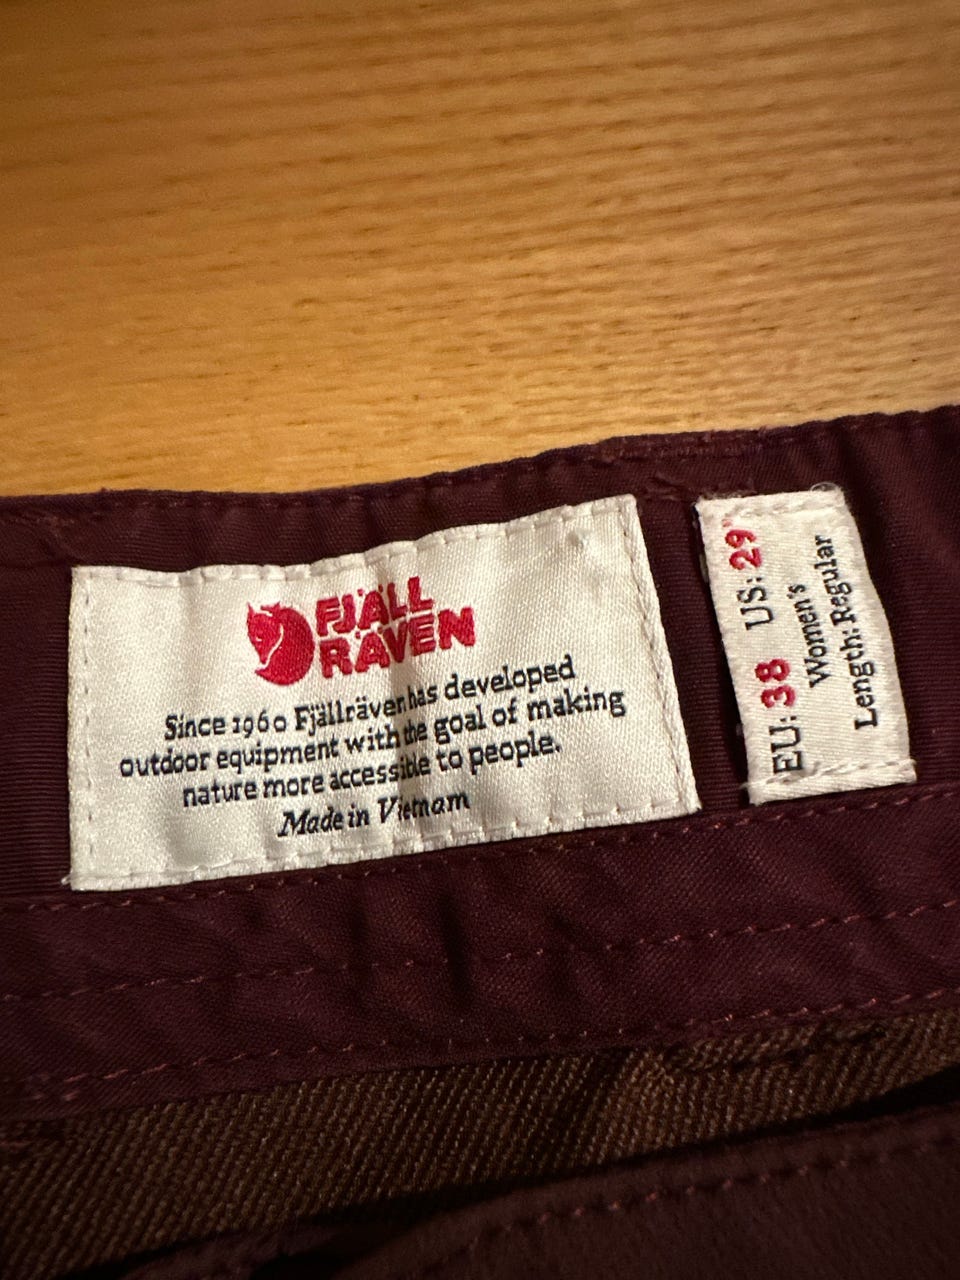 FJÄLL
RÄVEN
Since 1960 Fjällräven has developed
outdoor equipment with the goal of making
nature more accessible to people.
Made in Vietnam
EU: 38 US: 29"
Women's
Length: Regular